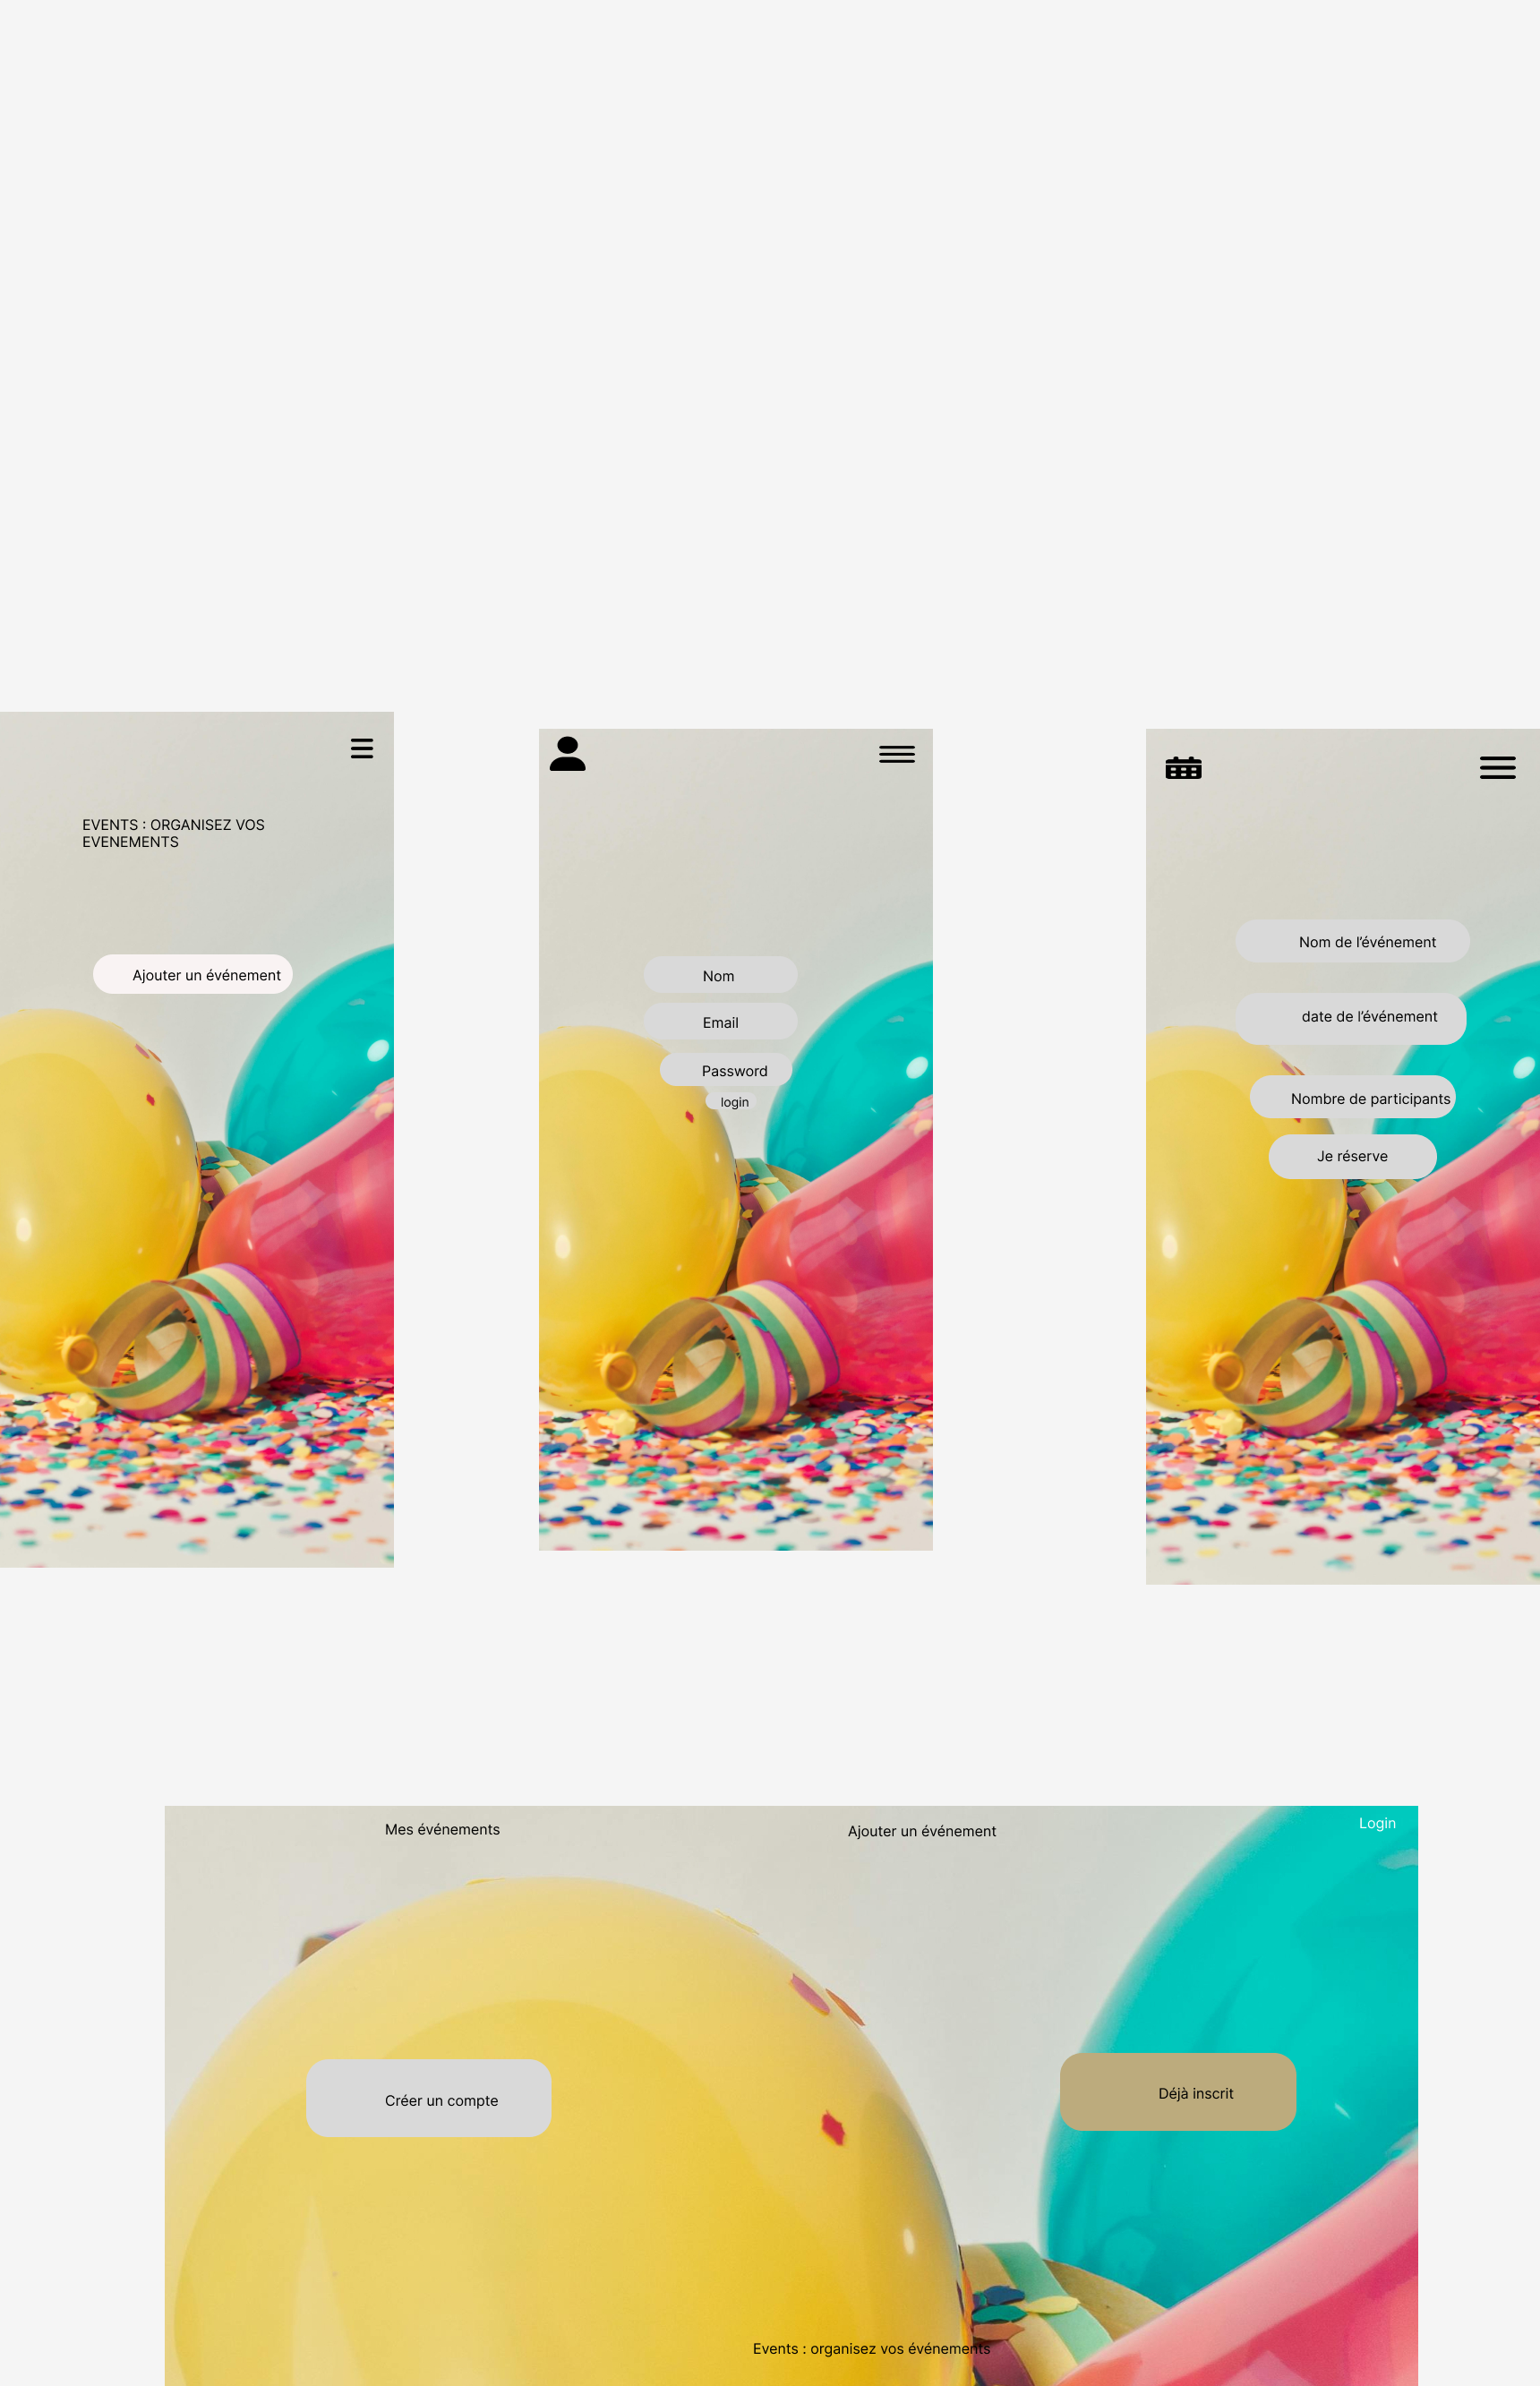 EVENTS : ORGANISEZ VOS
EVENEMENTS
Ajouter un événement
Nom
Email
Password
login
Nom de l’événement
date de l’événement
Nombre de participants
Je réserve
Mes événements
Ajouter un événement
Login
Créer un compte
Déjà inscrit
Events : organisez vos événements